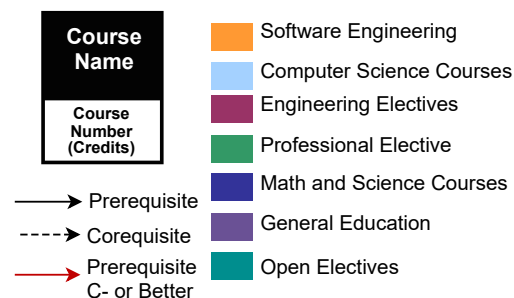 Course
Name
Course
Number
(Credits)
Prerequisite
Corequisite
Prerequisite
C- or Better
Software Engineering
Computer Science Courses
Engineering Electives
Professional Elective
Math and Science Courses
General Education
Open Electives